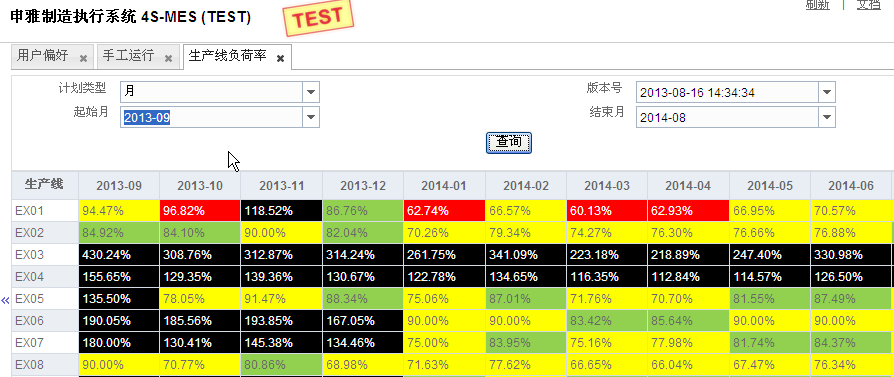 刷新 | 文档
申雅制造执行系统 4S-MES (TEST) TEST
用户偏好 手工运行 生产线负荷率
计划类型 月 版本号 2013-08-16 14:34:34
起始月 2013-09 结束月 2014-08
查询
生产线 2013-09 2013-10 2013-11 2013-12 2014-01 2014-02 2014-03 2014-04 2014-05 2014-06
EX01 94.47% 96.82% 118.52% 86.76% 62.74% 66.57% 60.13% 62.93% 66.95% 70.57%
EX02 84.92% 84.10% 90.00% 82.04% 70.26% 79.34% 74.27% 76.30% 76.66% 76.88%
EX03 430.24% 308.76% 312.87% 314.24% 261.75% 341.09% 223.18% 218.89% 247.40% 330.98%
EX04 155.65% 129.35% 139.36% 130.67% 122.78% 134.65% 116.35% 112.84% 114.57% 126.50%
EX05 135.50% 78.05% 91.47% 88.34% 75.06% 87.01% 71.76% 70.70% 81.55% 87.49%
EX06 190.05% 185.56% 193.85% 167.05% 90.00% 90.00% 83.42% 85.64% 90.00% 90.00%
EX07 180.00% 130.41% 145.38% 134.46% 75.00% 83.95% 75.16% 77.98% 81.74% 84.37%
EX08 90.00% 70.77% 80.86% 68.98% 71.63% 77.62% 66.65% 66.04% 67.47% 76.34%